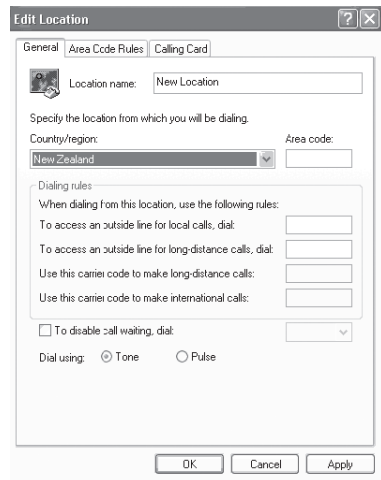 Edit Location
General Area Code Rules Calling Card
Location name: New Location
Specify the location from which you will be dialing.
Country/region: Area code:
New Zealand
Dialing rules
When dialing from this location, use the following rules:
To access an outside line for local calls, dial:
To access an outside line for long-distance calls, dial:
Use this carrier code to make long-distance calls:
Use this carrier code to make international calls:
To disable call waiting, dial:
Dial using: Tone Pulse
OK Cancel Apply